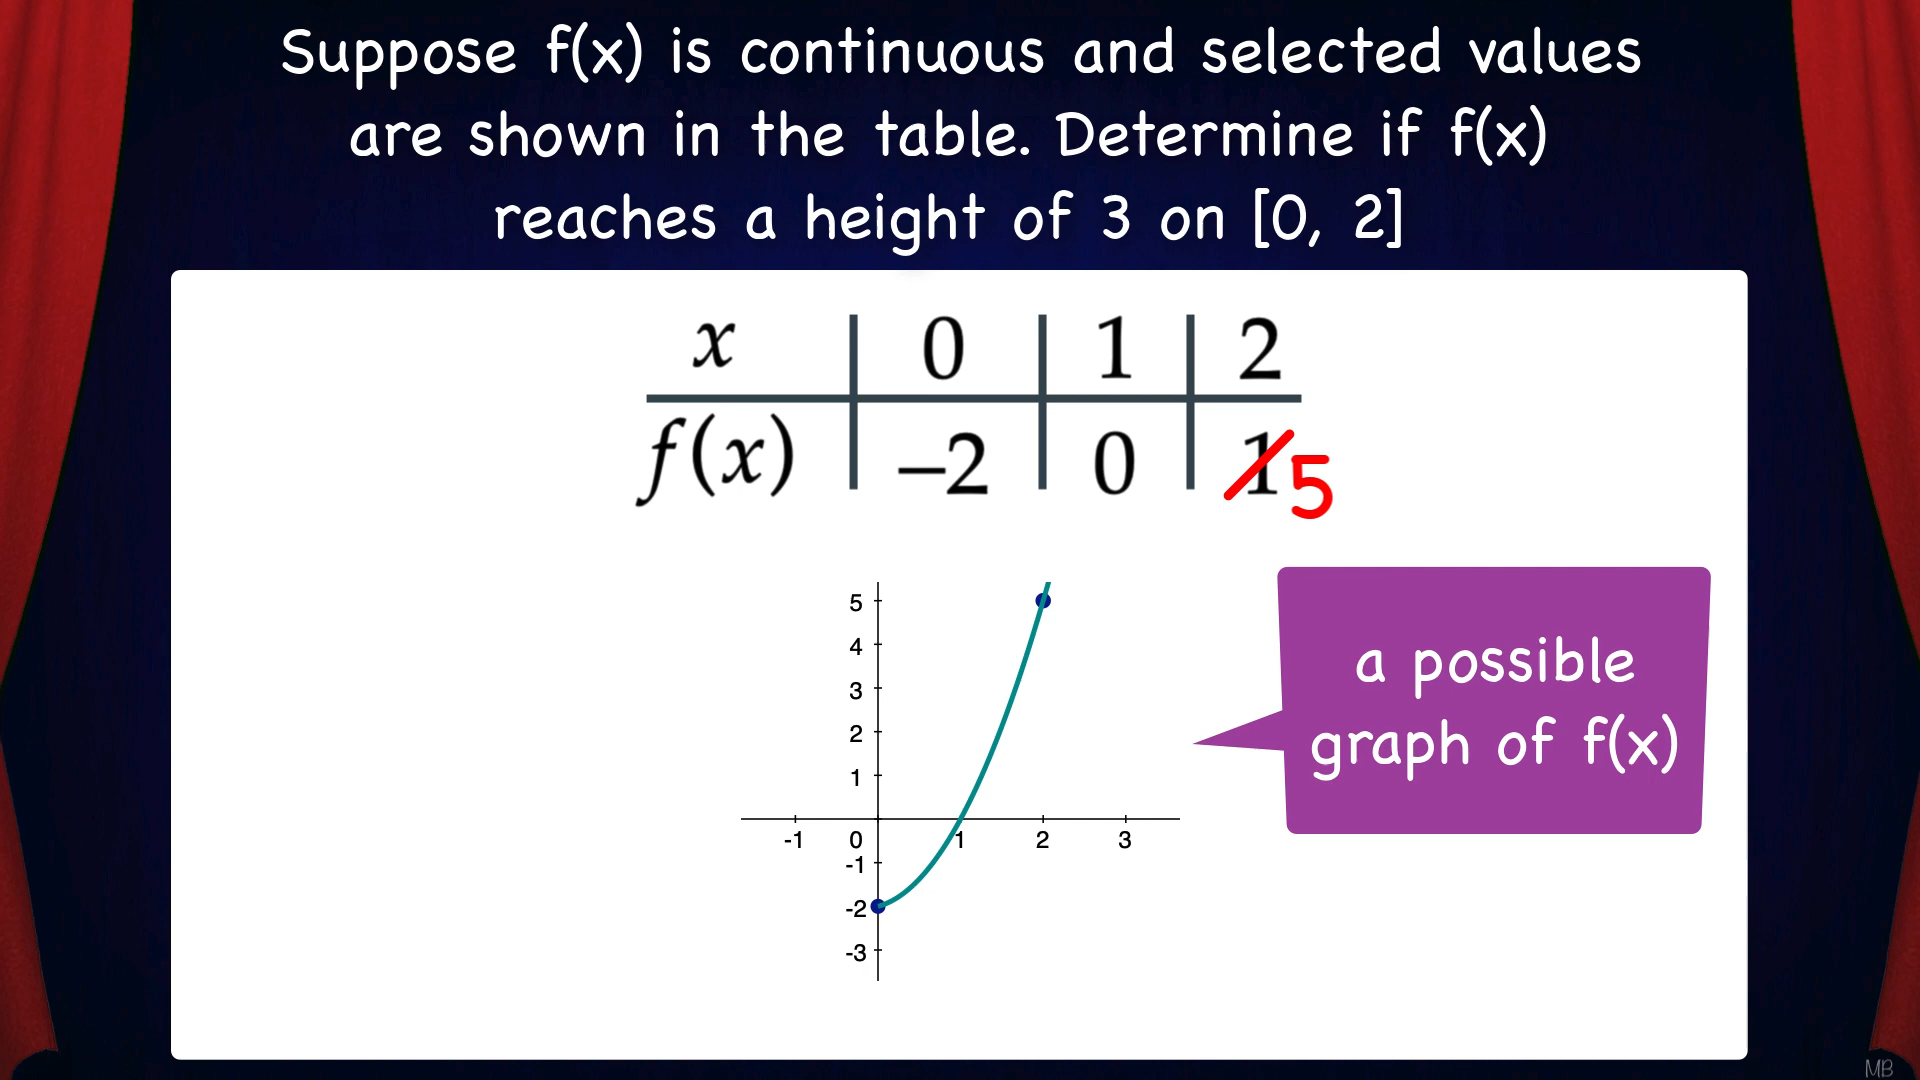 Suppose f(x) is continuous and selected values
are shown in the table. Determine if f(x)
reaches a height of 3 on [0, 2]
x 0 1 2
f(x) –2 0 1 5
5
4
3
2
1
-1 0 1 2 3
-1
-2
-3
a possible
graph of f(x)
MB